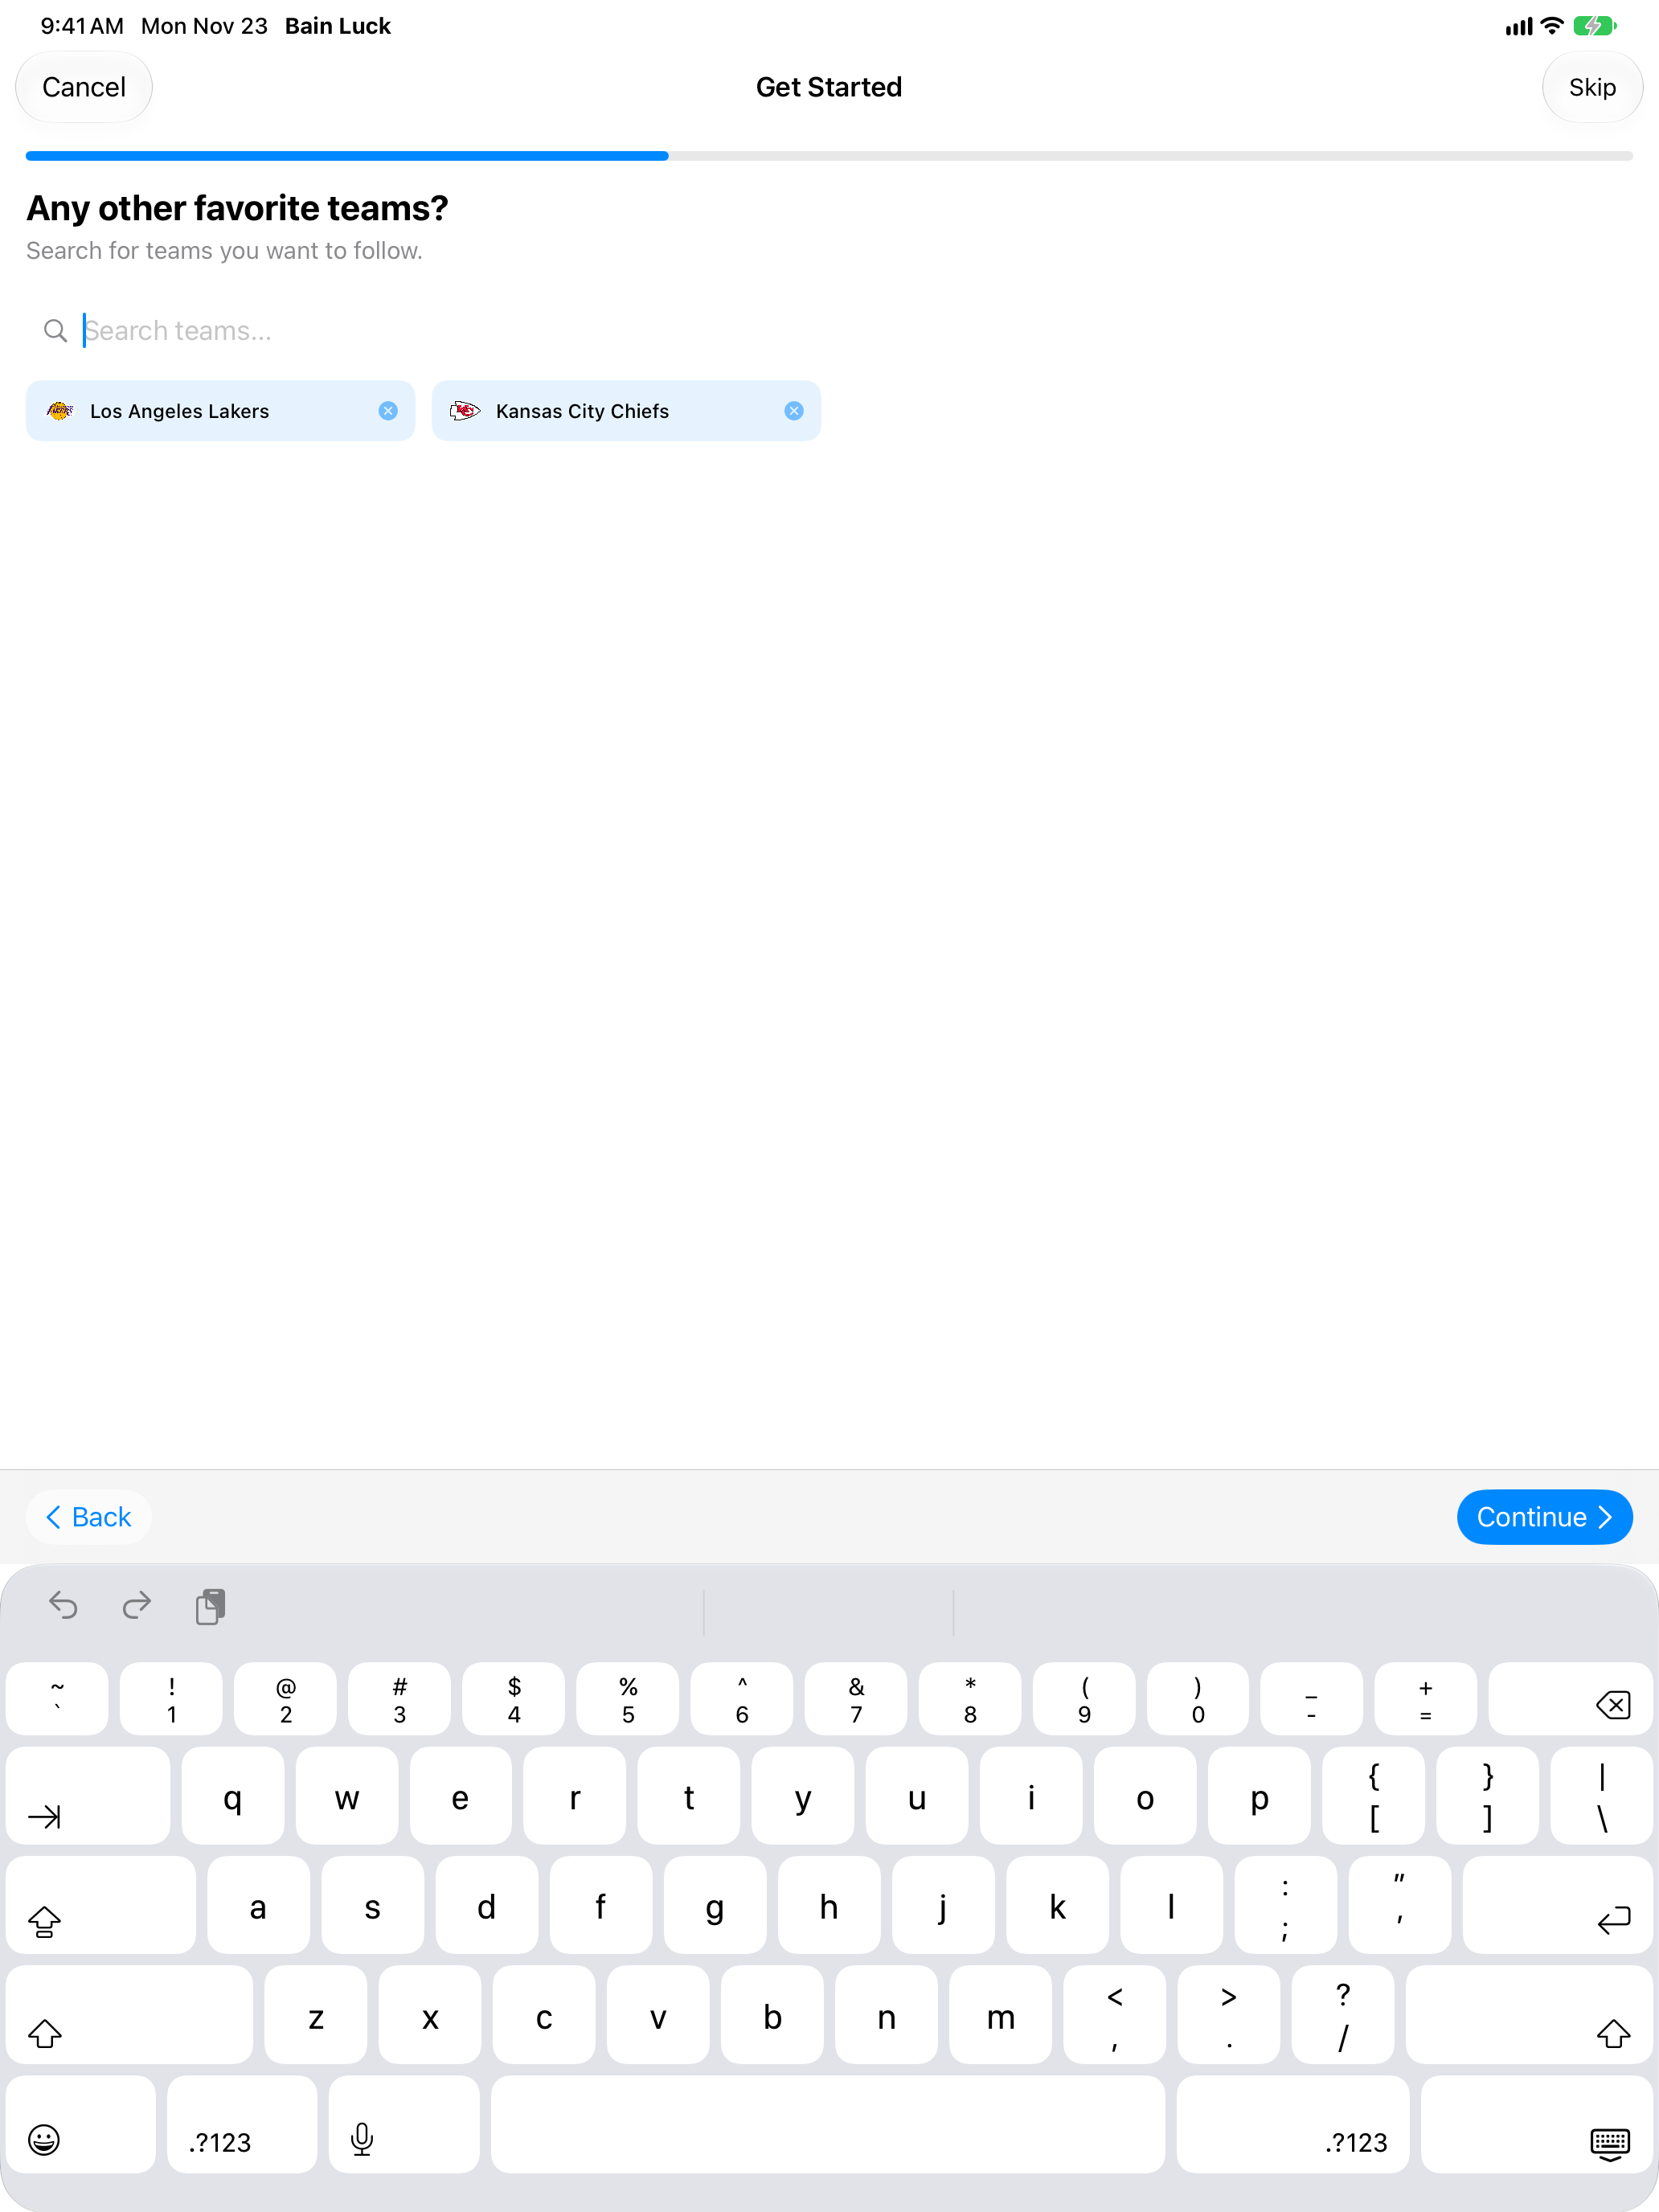 9:41 AM Mon Nov 23 Bain Luck
Cancel Get Started Skip
Any other favorite teams?
Search for teams you want to follow.
Search teams...
Los Angeles Lakers Kansas City Chiefs
Back Continue
~ ! @ # $ % ^ & * ( ) _ +
` 1 2 3 4 5 6 7 8 9 0 - =
q w e r t y u i o p { [ } ] | \
a s d f g h j k l : ; " '
z x c v b n m < , > . ? /
.?123 .?123